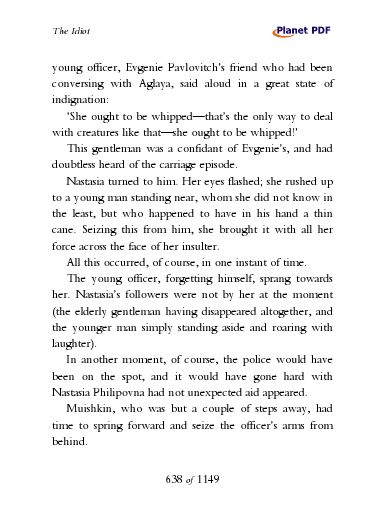 The Idiot
Planet PDF
young officer, Evgenie Pavlovitch's friend who had been
conversing with Aglaya, said aloud in a great state of
indignation:
'She ought to be whipped—that's the only way to deal
with creatures like that—she ought to be whipped!'
This gentleman was a confidant of Evgenie's, and had
doubtless heard of the carriage episode.
Nastasia turned to him. Her eyes flashed; she rushed up
to a young man standing near, whom she did not know in
the least, but who happened to have in his hand a thin
cane. Seizing this from him, she brought it with all her
force across the face of her insulter.
All this occurred, of course, in one instant of time.
The young officer, forgetting himself, sprang towards
her. Nastasia's followers were not by her at the moment
(the elderly gentleman having disappeared altogether, and
the younger man simply standing aside and roaring with
laughter).
In another moment, of course, the police would have
been on the spot, and it would have gone hard with
Nastasia Philipovna had not unexpected aid appeared.
Muishkin, who was but a couple of steps away, had
time to spring forward and seize the officer's arms from
behind.
638 of 1149